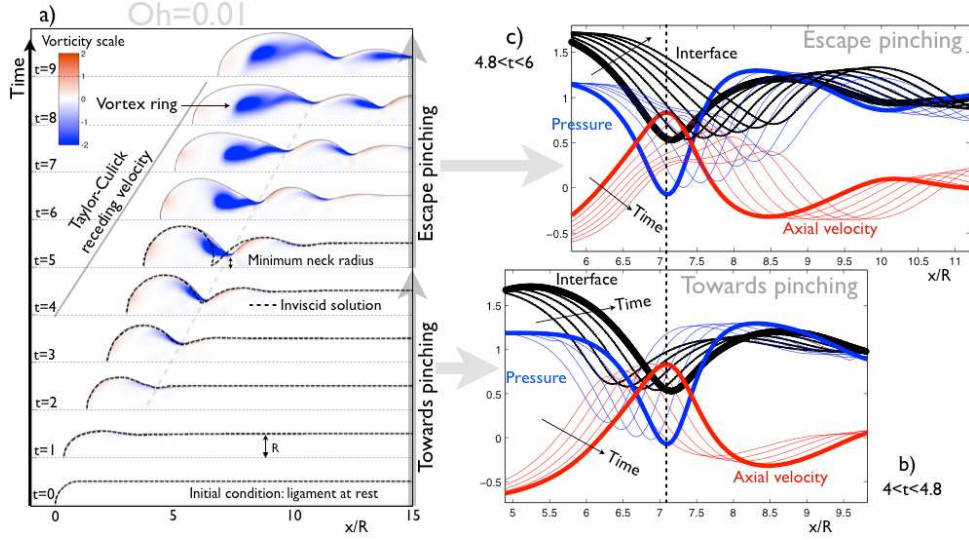 Oh=0.01
a)
Vorticity scale
2
1
0
-1
-2
Time
t=9
t=8
t=7
t=6
t=5
t=4
t=3
t=2
t=1
t=0
Vortex ring
Taylor-Culick
receding velocity
Minimum neck radius
Inviscid solution
R
Initial condition: ligament at rest
0
5
10
15
x/R
Escape pinching
Towards pinching
c)
4.8<t<6
Escape pinching
Interface
Pressure
Time
Axial velocity
1.5
1
0.5
0
-0.5
6
6.5
7
7.5
8
8.5
9
9.5
10
10.5
11
x/R
Towards pinching
Interface
Time
Pressure
Time
Axial velocity
1.5
1
0.5
0
-0.5
5
5.5
6
6.5
7
7.5
8
8.5
9
9.5
x/R
b)
4<t<4.8